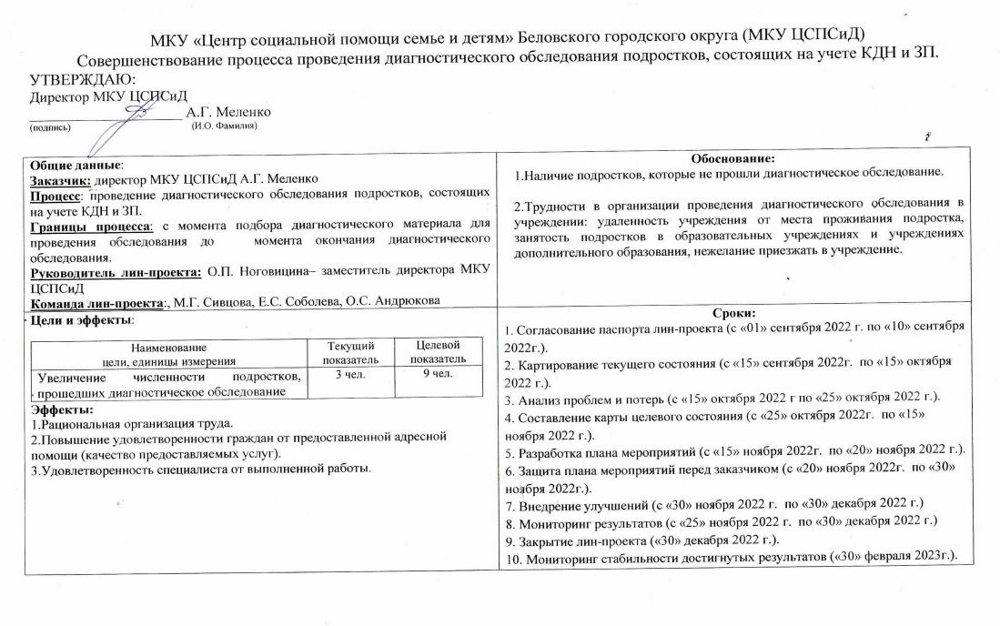 МКУ «Центр социальной помощи семье и детям» Беловского городского округа (МКУ ЦСПСиД)
Совершенствование процесса проведения диагностического обследования подростков, состоящих на учете КДН и ЗП.
УТВЕРЖДАЮ:
Директор МКУ ЦСПСиД
____________________ А.Г. Меленко
(подпись) (И.О. Фамилия)
Общие данные:
Заказчик: директор МКУ ЦСПСиД А.Г. Меленко
Процесс: проведение диагностического обследования подростков, состоящих
на учете КДН и ЗП.
Границы процесса: с момента подбора диагностического материала для
проведения обследования до момента окончания диагностического
обследования.
Руководитель лин-проекта: О.П. Ноговицина– заместитель директора МКУ
ЦСПСиД
Команда лин-проекта:, М.Г. Сивцова, Е.С. Соболева, О.С. Андрюкова
Обоснование:
1.Наличие подростков, которые не прошли диагностическое обследование.
2.Трудности в организации проведения диагностического обследования в
учреждении: удаленность учреждения от места проживания подростка,
занятость подростков в образовательных учреждениях и учреждениях
дополнительного образования, нежелание приезжать в учреждение.
Цели и эффекты:
Наименование
цели, единицы измерения
Текущий
показатель
Целевой
показатель
Увеличение численности подростков,
прошедших диагностическое обследование
3 чел.
9 чел.
Эффекты:
1.Рациональная организация труда.
2.Повышение удовлетворенности граждан от предоставленной адресной
помощи (качество предоставляемых услуг).
3.Удовлетворенность специалиста от выполненной работы.
Сроки:
1. Согласование паспорта лин-проекта (с «01» сентября 2022 г. по «10» сентября
2022г.).
2. Картирование текущего состояния (с «15» сентября 2022г. по «15» октября
2022 г.).
3. Анализ проблем и потерь (с «15» октября 2022 г по «25» октября 2022 г.).
4. Составление карты целевого состояния (с «25» октября 2022г. по «15»
ноября 2022 г.).
5. Разработка плана мероприятий (с «15» ноября 2022г. по «20» ноября 2022 г.).
6. Защита плана мероприятий перед заказчиком (с «20» ноября 2022г. по «30»
ноября 2022г.).
7. Внедрение улучшений (с «30» ноября 2022 г. по «30» декабря 2022 г.)
8. Мониторинг результатов (с «25» ноября 2022 г. по «30» декабря 2022 г.)
9. Закрытие лин-проекта («30» декабря 2022 г.).
10. Мониторинг стабильности достигнутых результатов («30» февраля 2023г.).